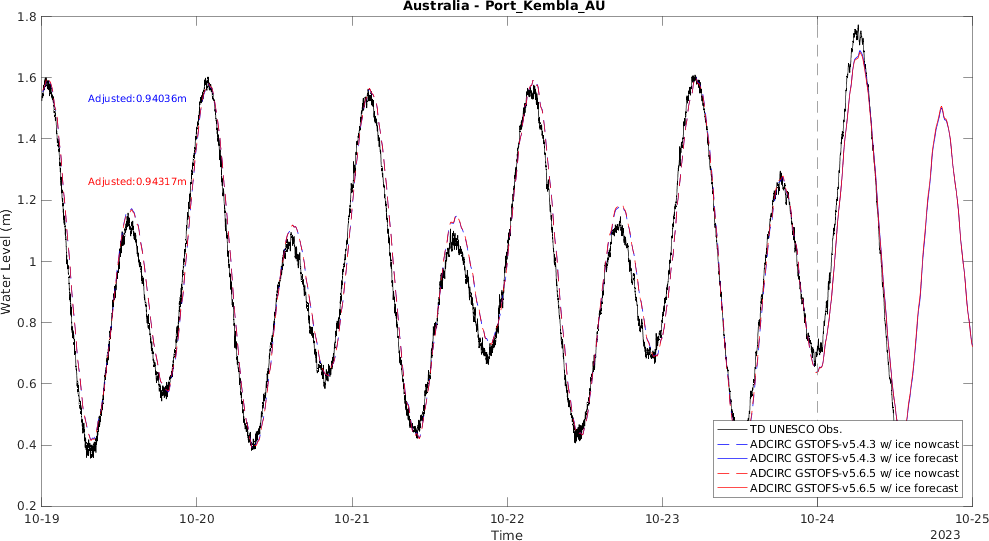 Australia - Port_Kembla_AU
1.8
1.6
1.4
1.2
1
0.8
0.6
0.4
0.2
Water Level (m)
Adjusted:0.94036m
Adjusted:0.94317m
TD UNESCO Obs.
ADCIRC GSTOFS-v5.4.3 w/ ice nowcast
ADCIRC GSTOFS-v5.4.3 w/ ice forecast
ADCIRC GSTOFS-v5.6.5 w/ ice nowcast
ADCIRC GSTOFS-v5.6.5 w/ ice forecast
10-19 10-20 10-21 10-22 10-23 10-24 10-25
Time
2023